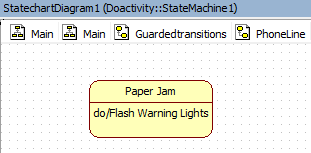 StatechartDiagram1 (Doactivity::StateMachine1)
Main Main Guardedtransitions PhoneLine
Paper Jam
do/Flash Warning Lights